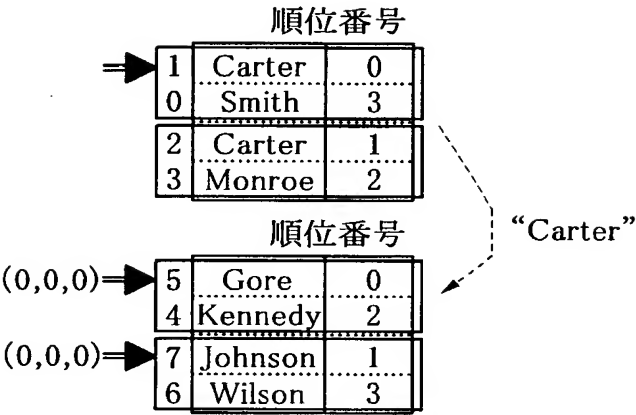 順位番号
1 Carter 0
0 Smith 3
2 Carter 1
3 Monroe 2
"Carter"
順位番号
(0,0,0) 5 Gore 0
4 Kennedy 2
(0,0,0) 7 Johnson 1
6 Wilson 3